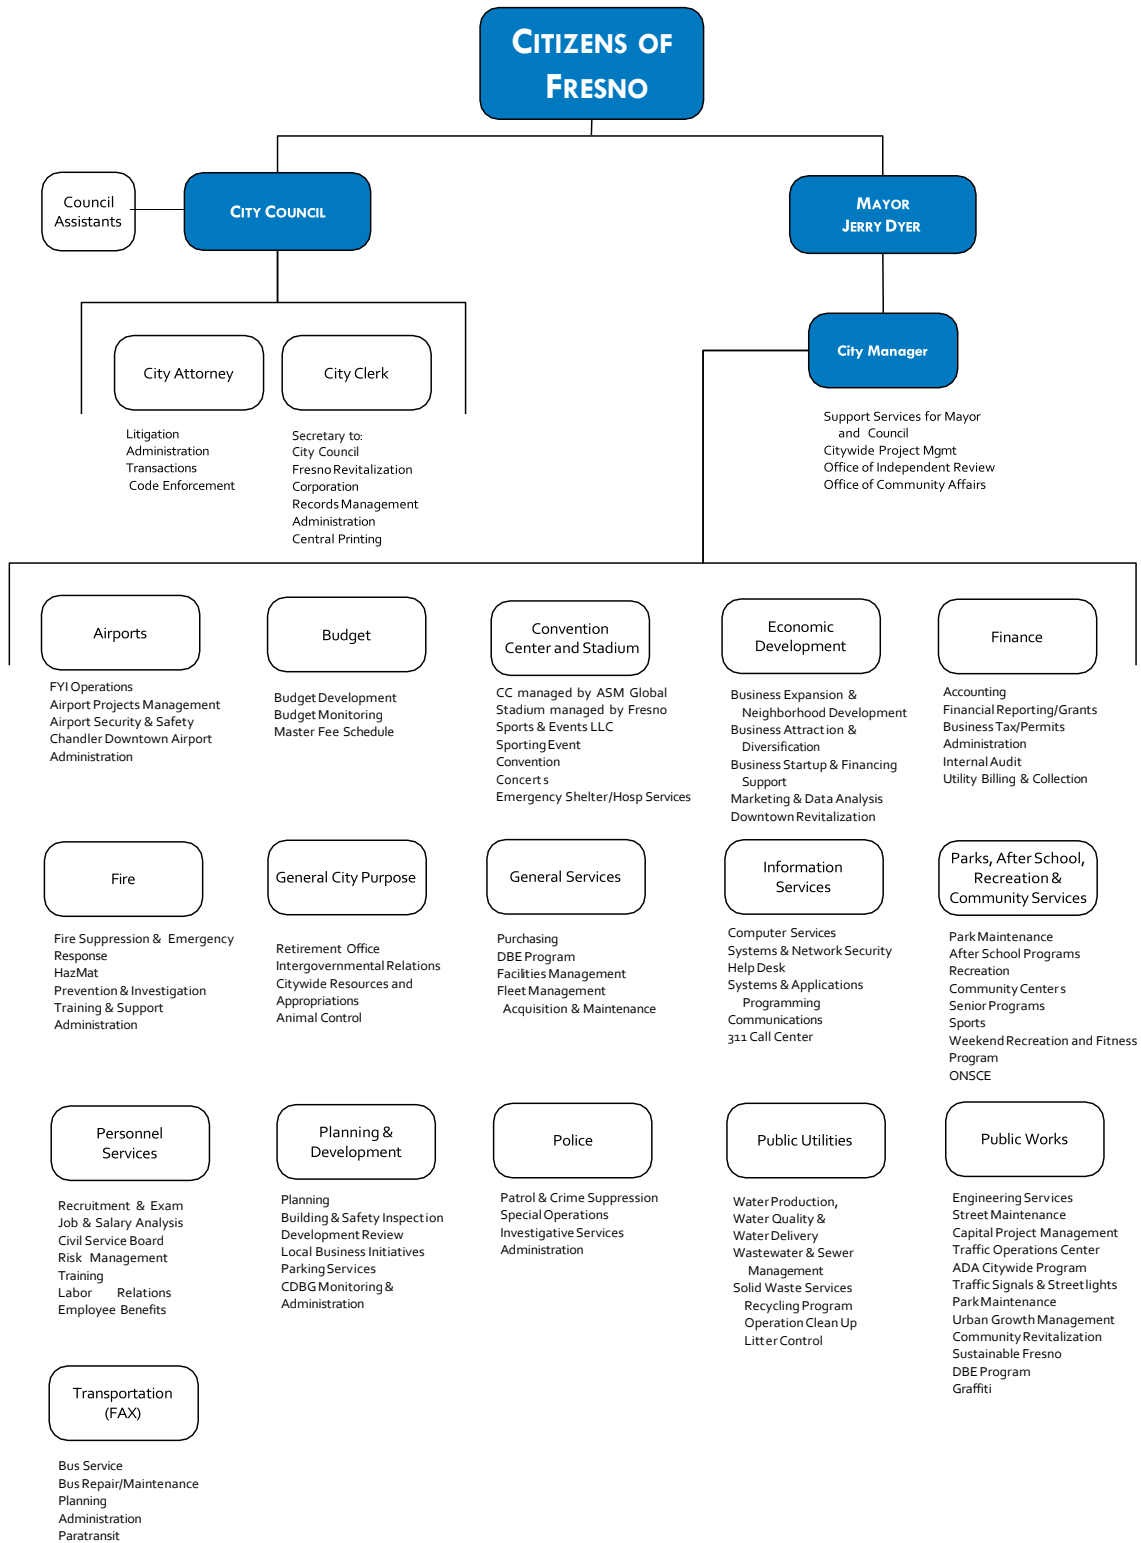 CITIZENS OF
FRESNO
Council
Assistants
CITY COUNCIL
MAYOR
JERRY DYER
City Attorney
City Clerk
City Manager
Litigation
Administration
Transactions
Code Enforcement
Secretary to:
City Council
Fresno Revitalization
Corporation
Records Management
Administration
Central Printing
Support Services for Mayor
and Council
Citywide Project Mgmt
Office of Independent Review
Office of Community Affairs
Airports
FYI Operations
Airport Projects Management
Airport Security & Safety
Chandler Downtown Airport
Administration
Budget
Budget Development
Budget Monitoring
Master Fee Schedule
Convention
Center and Stadium
CC managed by ASM Global
Stadium managed by Fresno
Sports & Events LLC
Sporting Event
Convention
Concerts
Emergency Shelter/Hosp Services
Economic
Development
Business Expansion &
Neighborhood Development
Business Attraction &
Diversification
Business Startup & Financing
Support
Marketing & Data Analysis
Downtown Revitalization
Finance
Accounting
Financial Reporting/Grants
Business Tax/Permits
Administration
Internal Audit
Utility Billing & Collection
Fire
Fire Suppression & Emergency
Response
HazMat
Prevention & Investigation
Training & Support
Administration
General City Purpose
Retirement Office
Intergovernmental Relations
Citywide Resources and
Appropriations
Animal Control
General Services
Purchasing
DBE Program
Facilities Management
Fleet Management
Acquisition & Maintenance
Information
Services
Computer Services
Systems & Network Security
Help Desk
Systems & Applications
Programming
Communications
311 Call Center
Parks, After School,
Recreation &
Community Services
Park Maintenance
After School Programs
Recreation
Community Centers
Senior Programs
Sports
Weekend Recreation and Fitness
Program
ONSCE
Personnel
Services
Recruitment & Exam
Job & Salary Analysis
Civil Service Board
Risk Management
Training
Labor Relations
Employee Benefits
Planning &
Development
Planning
Building & Safety Inspection
Development Review
Local Business Initiatives
Parking Services
CDBG Monitoring &
Administration
Police
Patrol & Crime Suppression
Special Operations
Investigative Services
Administration
Public Utilities
Water Production,
Water Quality &
Water Delivery
Wastewater & Sewer
Management
Solid Waste Services
Recycling Program
Operation Clean Up
Litter Control
Public Works
Engineering Services
Street Maintenance
Capital Project Management
Traffic Operations Center
ADA Citywide Program
Traffic Signals & Streetlights
Park Maintenance
Urban Growth Management
Community Revitalization
Sustainable Fresno
DBE Program
Graffiti
Transportation
(FAX)
Bus Service
Bus Repair/Maintenance
Planning
Administration
Paratransit